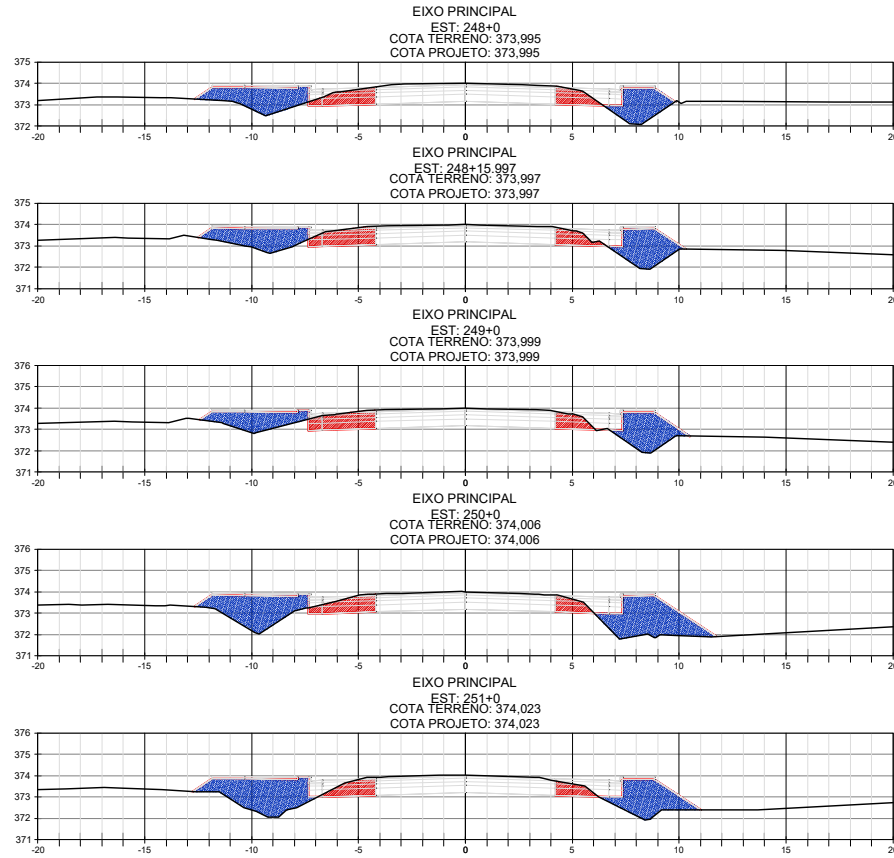 EIXO PRINCIPAL
EST: 248+0
COTA TERRENO: 373,995
COTA PROJETO: 373,995
375
374
373
372
-20 -15 -10 -5 0 5 10 15 20
EIXO PRINCIPAL
EST: 248+15.997
COTA TERRENO: 373,997
COTA PROJETO: 373,997
375
374
373
372
371
-20 -15 -10 -5 0 5 10 15 20
EIXO PRINCIPAL
EST: 249+0
COTA TERRENO: 373,999
COTA PROJETO: 373,999
376
375
374
373
372
371
-20 -15 -10 -5 0 5 10 15 20
EIXO PRINCIPAL
EST: 250+0
COTA TERRENO: 374,006
COTA PROJETO: 374,006
376
375
374
373
372
371
-20 -15 -10 -5 0 5 10 15 20
EIXO PRINCIPAL
EST: 251+0
COTA TERRENO: 374,023
COTA PROJETO: 374,023
376
375
374
373
372
371
-20 -15 -10 -5 0 5 10 15 20